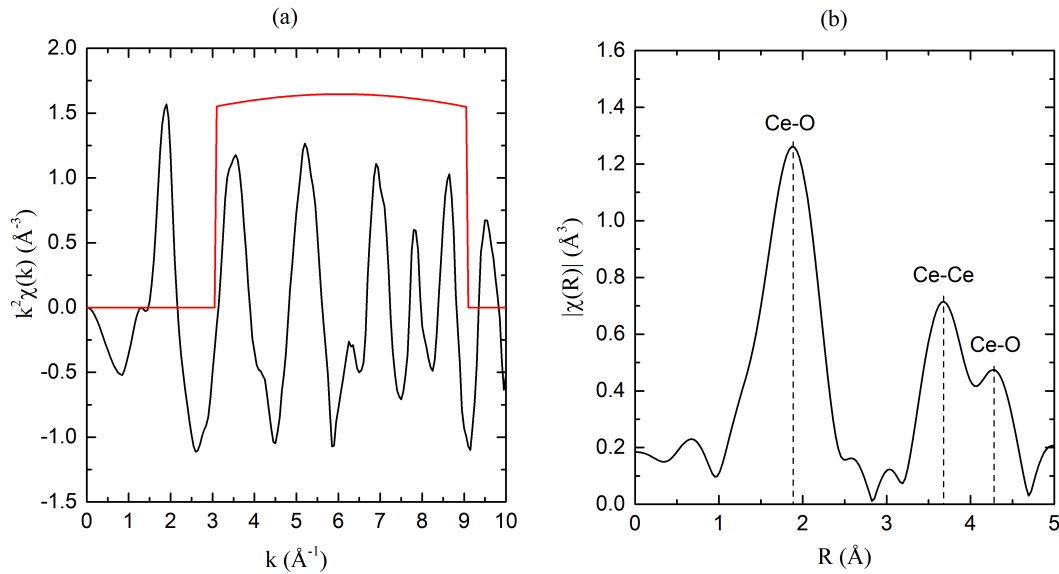 (a)
2.0
1.5
1.0
0.5
0.0
-0.5
-1.0
-1.5
k²χ(k) (Å⁻³)
0 1 2 3 4 5 6 7 8 9 10
k (Å⁻¹)
(b)
1.6
1.4
1.2
1.0
0.8
0.6
0.4
0.2
0.0
|χ(R)| (Å³)
Ce-O
Ce-Ce
Ce-O
0 1 2 3 4 5
R (Å)